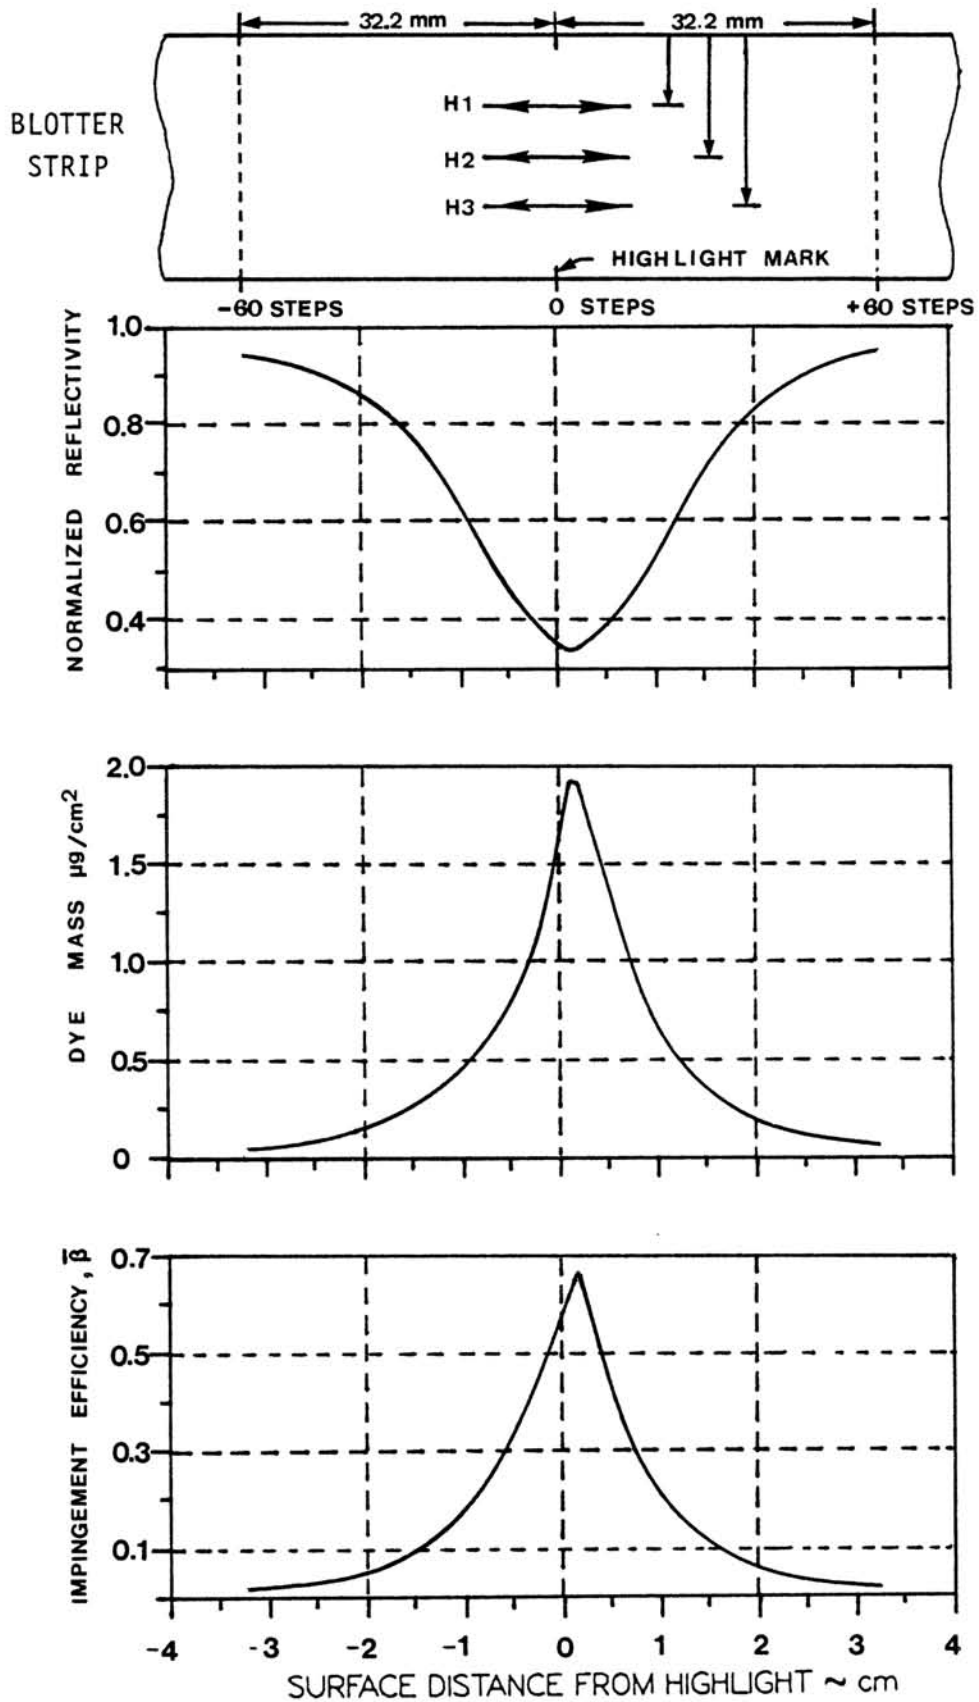 32.2 mm 32.2 mm
BLOTTER
STRIP
H1
H2
H3
HIGHLIGHT MARK
-60 STEPS 0 STEPS +60 STEPS
NORMALIZED REFLECTIVITY
1.0
0.8
0.6
0.4
DYE MASS µg/cm²
2.0
1.5
1.0
0.5
0
IMPINGEMENT EFFICIENCY, β̅
0.7
0.5
0.3
0.1
-4 -3 -2 -1 0 1 2 3 4
SURFACE DISTANCE FROM HIGHLIGHT ~ cm